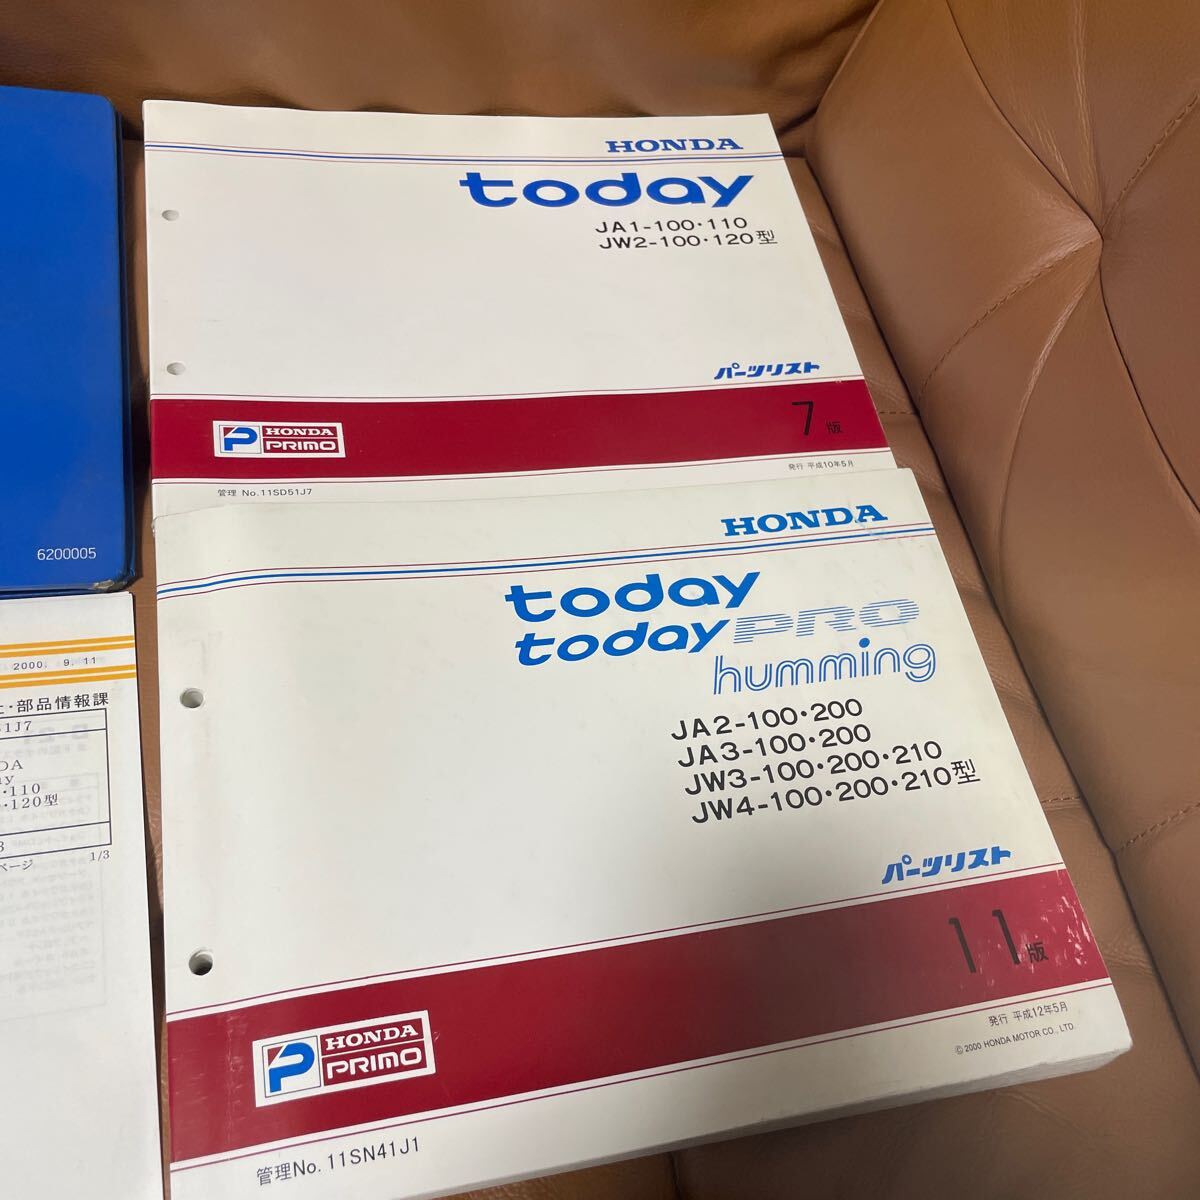 HONDA
today
JA1-100・110
JW2-100・120型
パーツリスト
7版
HONDA
PRIMO
発行 平成10年5月
管理 No.11SD51J7
HONDA
today
today PRO
humming
JA2-100・200
JA3-100・200
JW3-100・200・210
JW4-100・200・210型
パーツリスト
11版
HONDA
PRIMO
発行 平成12年5月
© 2000 HONDA MOTOR CO., LTD.
管理No.11SN41J1
6200005
2000. 9. 11
・部品情報課
51J7
DA
ay
・110
・120型
3
ページ 1/3